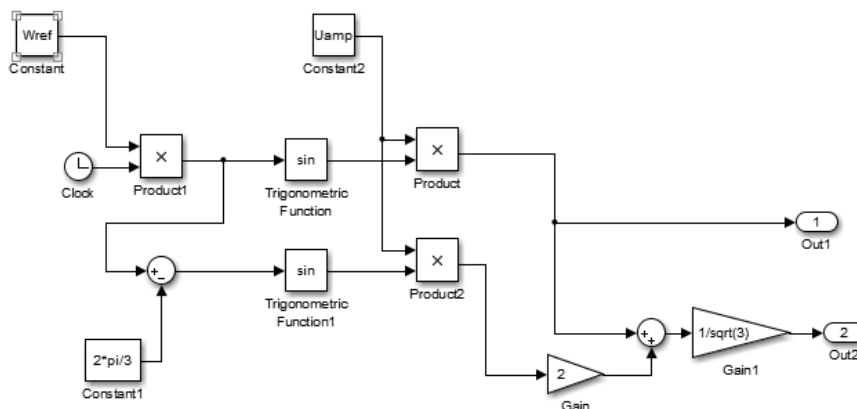 Wref
Constant
Uamp
Constant2
Clock
×
Product1
sin
Trigonometric
Function
×
Product
1
Out1
+
−
sin
Trigonometric
Function1
×
Product2
2*pi/3
Constant1
2
Gain
+
+
1/sqrt(3)
Gain1
2
Out2